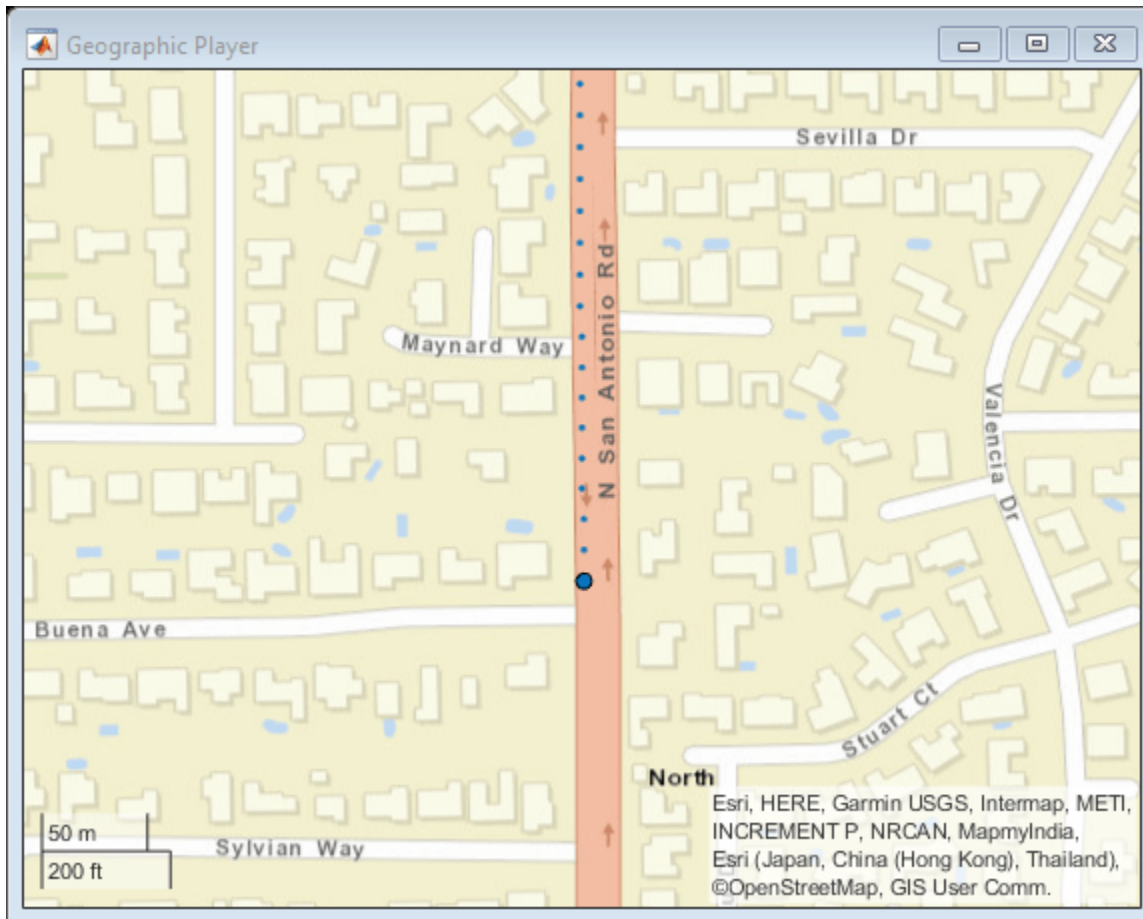 Geographic Player
Sevilla Dr
N San Antonio Rd
Maynard Way
Valencia Dr
Buena Ave
Stuart Ct
North
Sylvian Way
50 m
200 ft
Esri, HERE, Garmin USGS, Intermap, METI,
INCREMENT P, NRCAN, MapmyIndia,
Esri (Japan, China (Hong Kong), Thailand),
©OpenStreetMap, GIS User Comm.